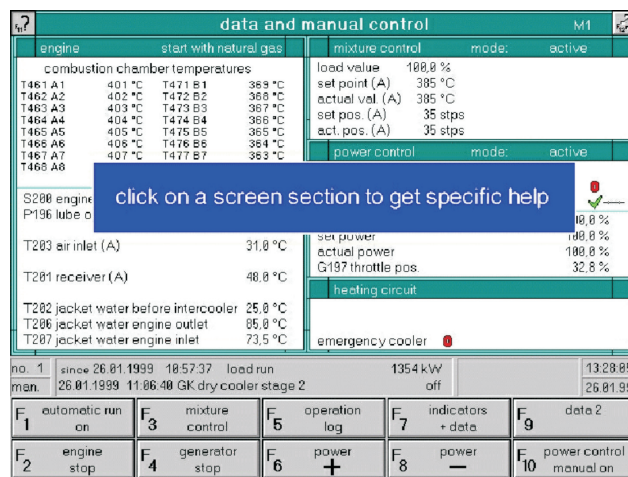 ?
data and manual control M1
engine start with natural gas
combustion chamber temperatures
T461 A1 401 °C T471 B1 369 °C
T462 A2 402 °C T472 B2 368 °C
T463 A3 403 °C T473 B3 367 °C
T464 A4 404 °C T474 B4 366 °C
T465 A5 405 °C T475 B5 365 °C
T466 A6 406 °C T476 B6 364 °C
T467 A7 407 °C T477 B7 363 °C
T468 A8
S200 engine
P196 lube o
T203 air inlet (A) 31,0 °C
T201 receiver (A) 48,0 °C
T202 jacket water before intercooler 25,0 °C
T206 jacket water engine outlet 85,0 °C
T207 jacket water engine inlet 73,5 °C
mixture control mode: active
load value 100,0 %
set point (A) 385 °C
actual val. (A) 385 °C
set pos. (A) 35 stps
act. pos. (A) 35 stps
power control mode: active
click on a screen section to get specific help
0
set power 100,0 %
actual power 100,0 %
G197 throttle pos. 32,8 %
heating circuit
emergency cooler 0
no. 1 since 26.01.1999 10:57:37 load run 1354 kW 13:28:0
man. 26.01.1999 11:06:40 GK dry cooler stage 2 off 26.01.9
F1 automatic run on
F3 mixture control
F5 operation log
F7 indicators + data
F9 data 2
F2 engine stop
F4 generator stop
F6 power +
F8 power −
F10 power control manual on